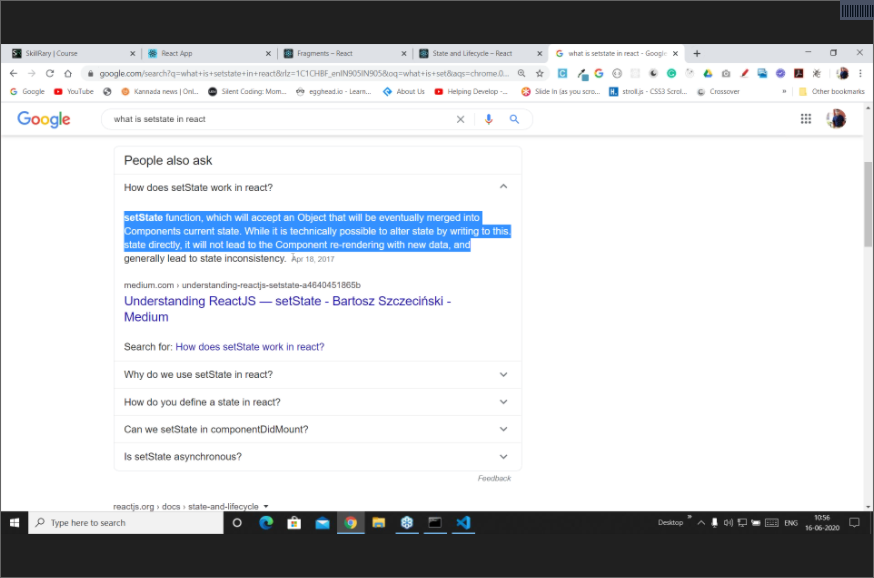 SkillRary | Course
React App
Fragments – React
State and Lifecycle – React
what is setstate in react - Googl
google.com/search?q=what+is+setstate+in+react&rlz=1C1CHBF_enIN905IN905&oq=what+is+set&aqs=chrome.0...
Google
YouTube
Kannada news | Onl...
Silent Coding: Mom...
egghead.io - Learn...
About Us
Helping Develop -...
Slide In (as you scro...
stroll.js - CSS3 Scroll...
Crossover
»
Other bookmarks
Google
what is setstate in react
People also ask
How does setState work in react?
setState function, which will accept an Object that will be eventually merged into
Components current state. While it is technically possible to alter state by writing to this.
state directly, it will not lead to the Component re-rendering with new data, and
generally lead to state inconsistency. Apr 18, 2017
medium.com › understanding-reactjs-setstate-a4640451865b
Understanding ReactJS — setState - Bartosz Szczeciński -
Medium
Search for: How does setState work in react?
Why do we use setState in react?
How do you define a state in react?
Can we setState in componentDidMount?
Is setState asynchronous?
Feedback
reactjs.org › docs › state-and-lifecycle
Type here to search
Desktop
»
ENG
10:56
16-06-2020